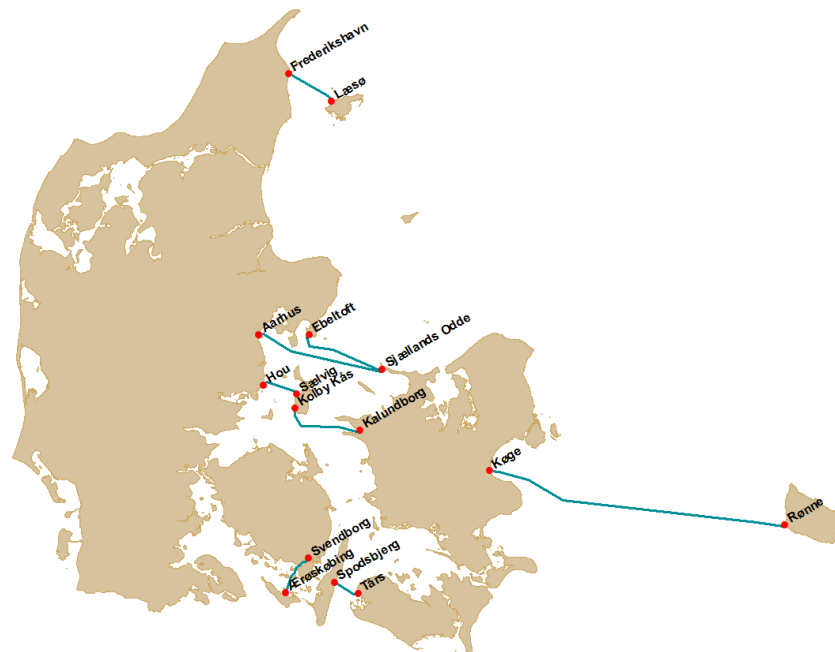 Frederikshavn
Læsø
Aarhus
Ebeltoft
Sjællands Odde
Hou
Sælvig
Kolby Kås
Kalundborg
Køge
Rønne
Svendborg
Ærøskøbing
Spodsbjerg
Tårs